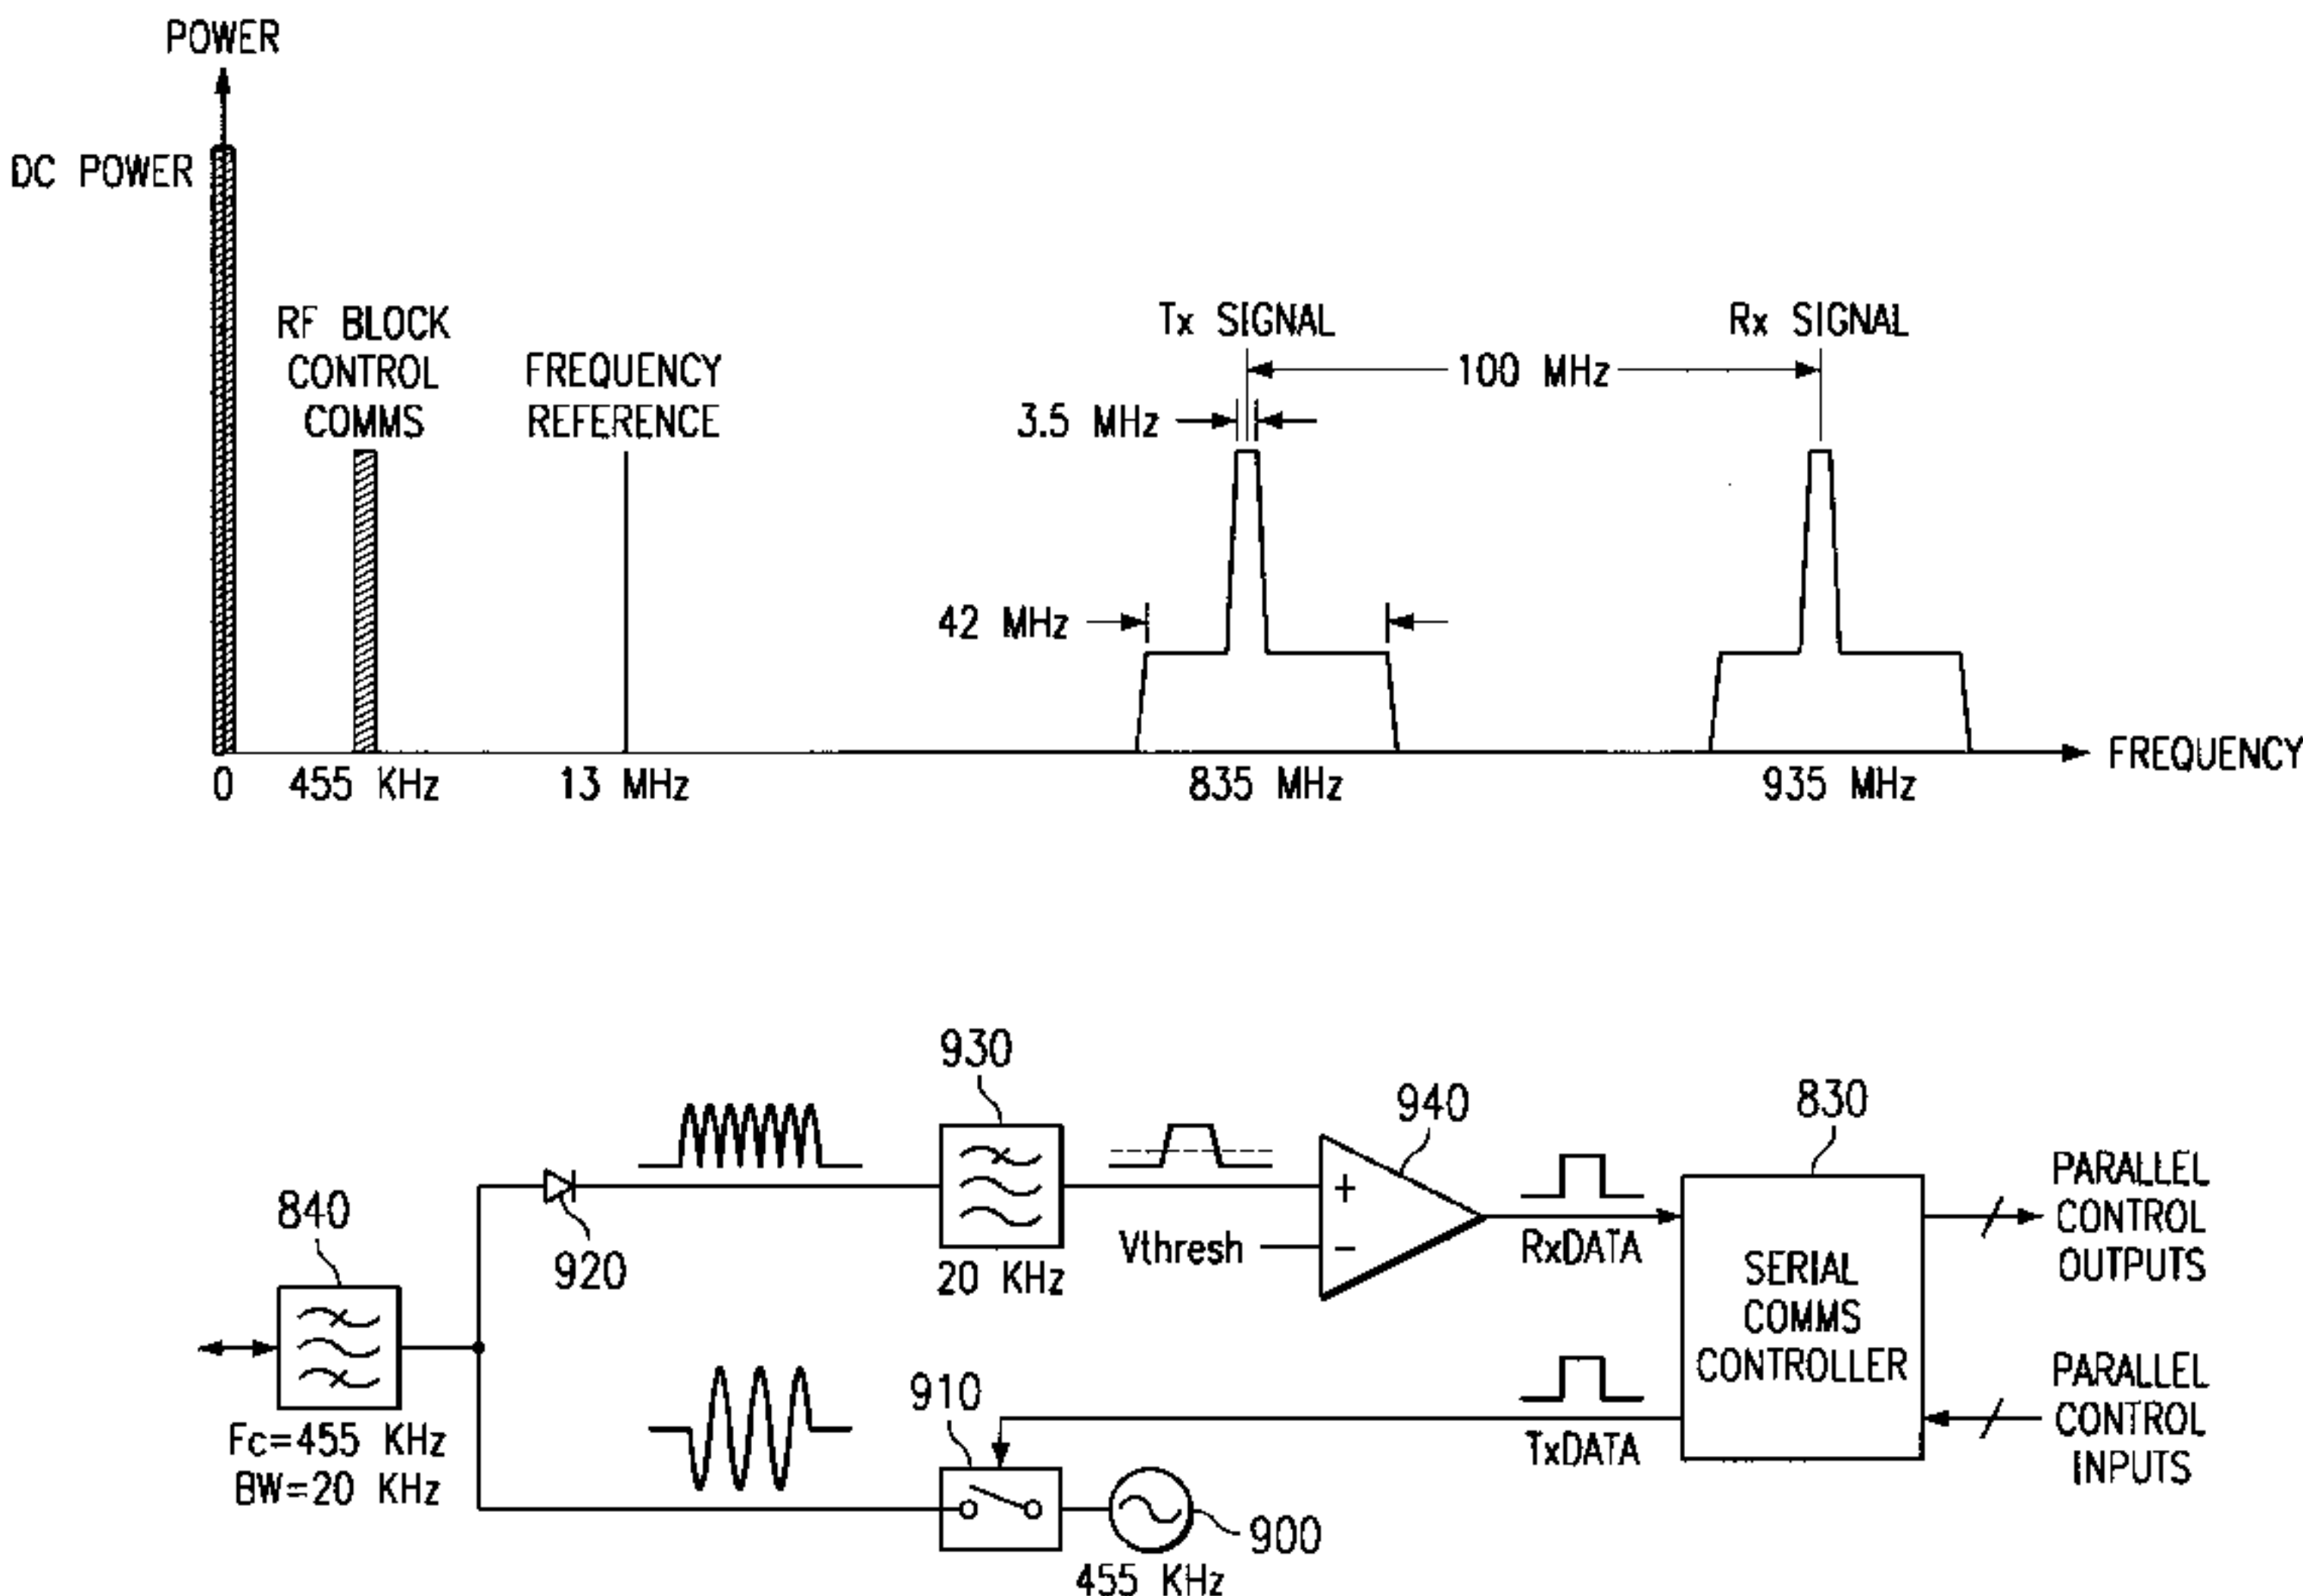 POWER
DC POWER
RF BLOCK
CONTROL
COMMS
FREQUENCY
REFERENCE
Tx SIGNAL
Rx SIGNAL
100 MHz
3.5 MHz
42 MHz
FREQUENCY
0
455 KHz
13 MHz
835 MHz
935 MHz
930
940
830
840
920
20 KHz
Vthresh
+
−
RxDATA
SERIAL
COMMS
CONTROLLER
PARALLEL
CONTROL
OUTPUTS
Fc=455 KHz
BW=20 KHz
910
TxDATA
PARALLEL
CONTROL
INPUTS
900
455 KHz